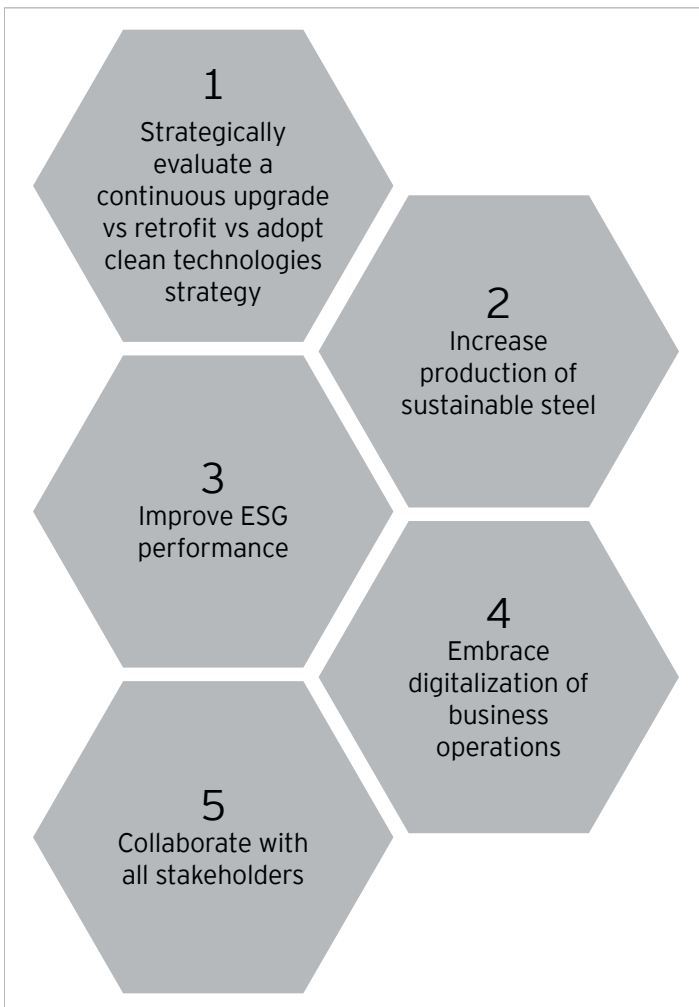 1
Strategically
evaluate a
continuous upgrade
vs retrofit vs adopt
clean technologies
strategy
2
Increase
production of
sustainable steel
3
Improve ESG
performance
4
Embrace
digitalization of
business
operations
5
Collaborate with
all stakeholders